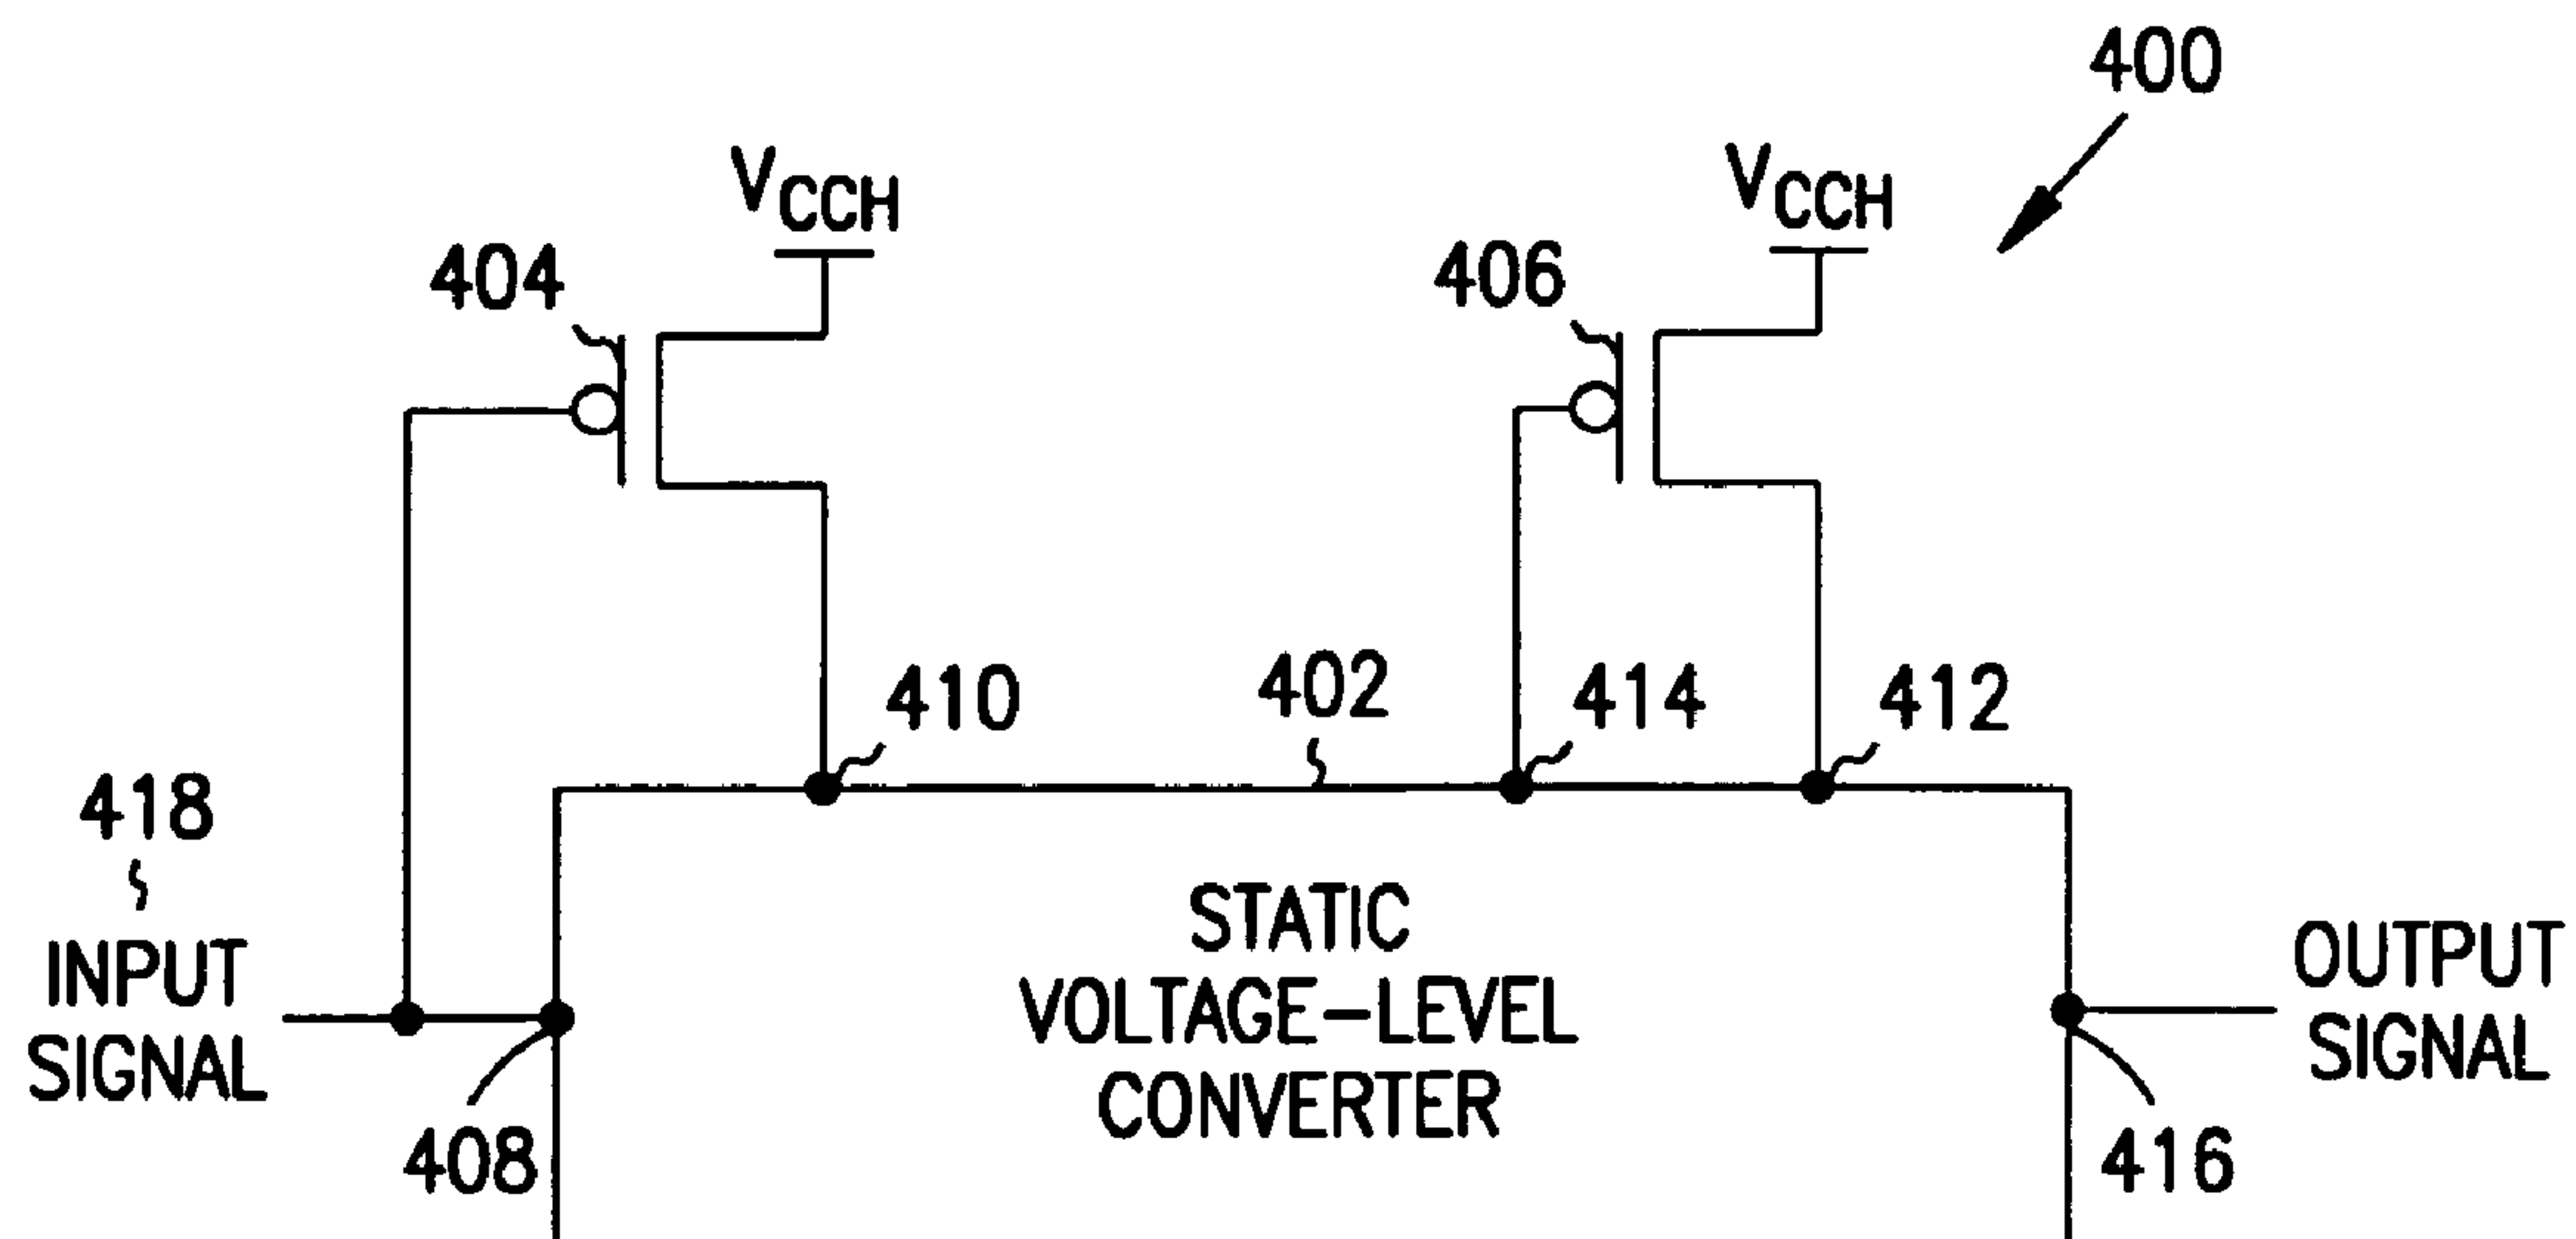 400
VCCH
VCCH
404
406
410
402
414
412
418
INPUT
SIGNAL
STATIC
VOLTAGE-LEVEL
CONVERTER
OUTPUT
SIGNAL
408
416